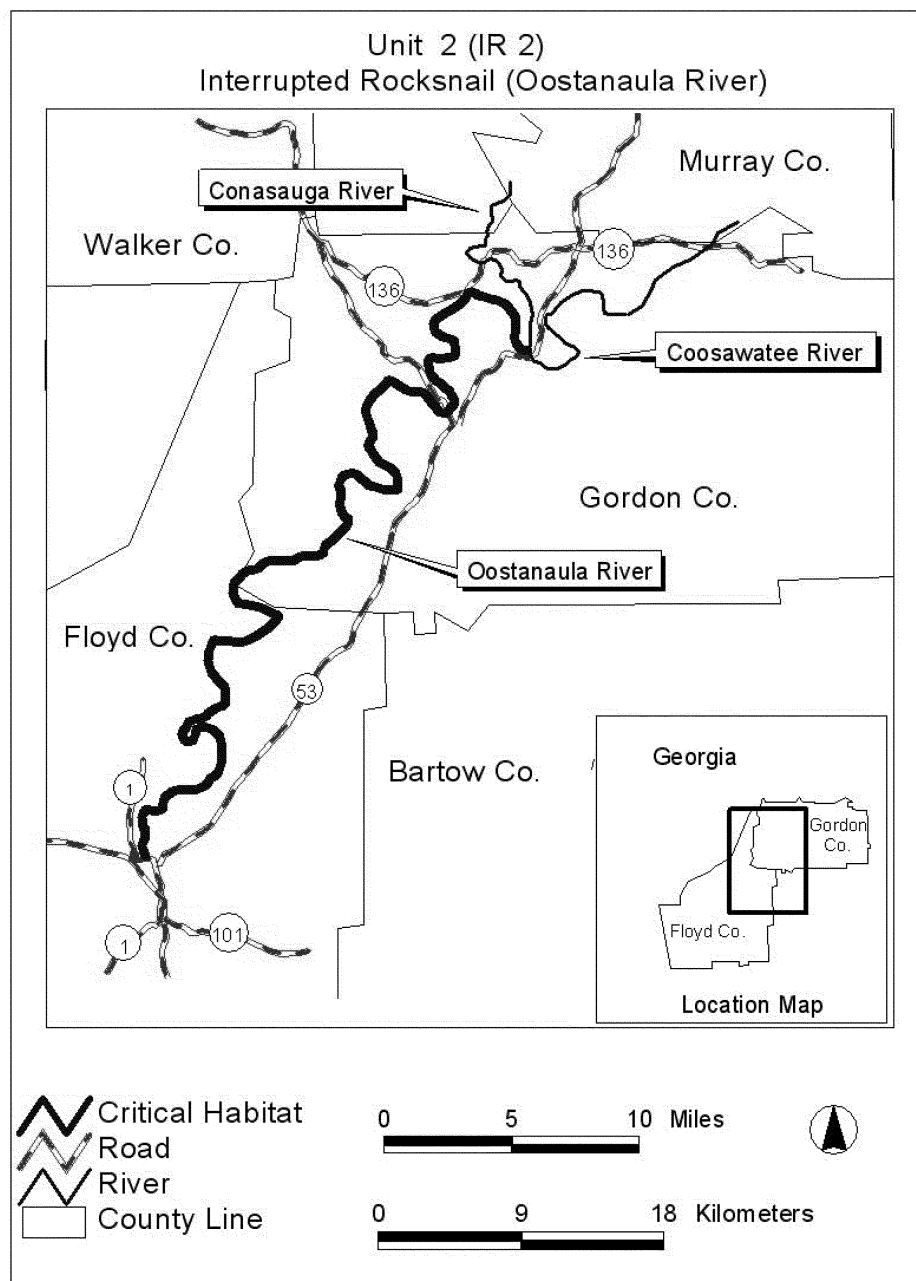 Unit 2 (IR 2)
Interrupted Rocksnail (Oostanaula River)
Murray Co.
Conasauga River
Walker Co.
136
136
Coosawatee River
Gordon Co.
Oostanaula River
Floyd Co.
53
Bartow Co.
1
Georgia
Gordon
Co.
Floyd Co.
1
101
Location Map
Critical Habitat
Road
River
County Line
0 5 10 Miles
0 9 18 Kilometers